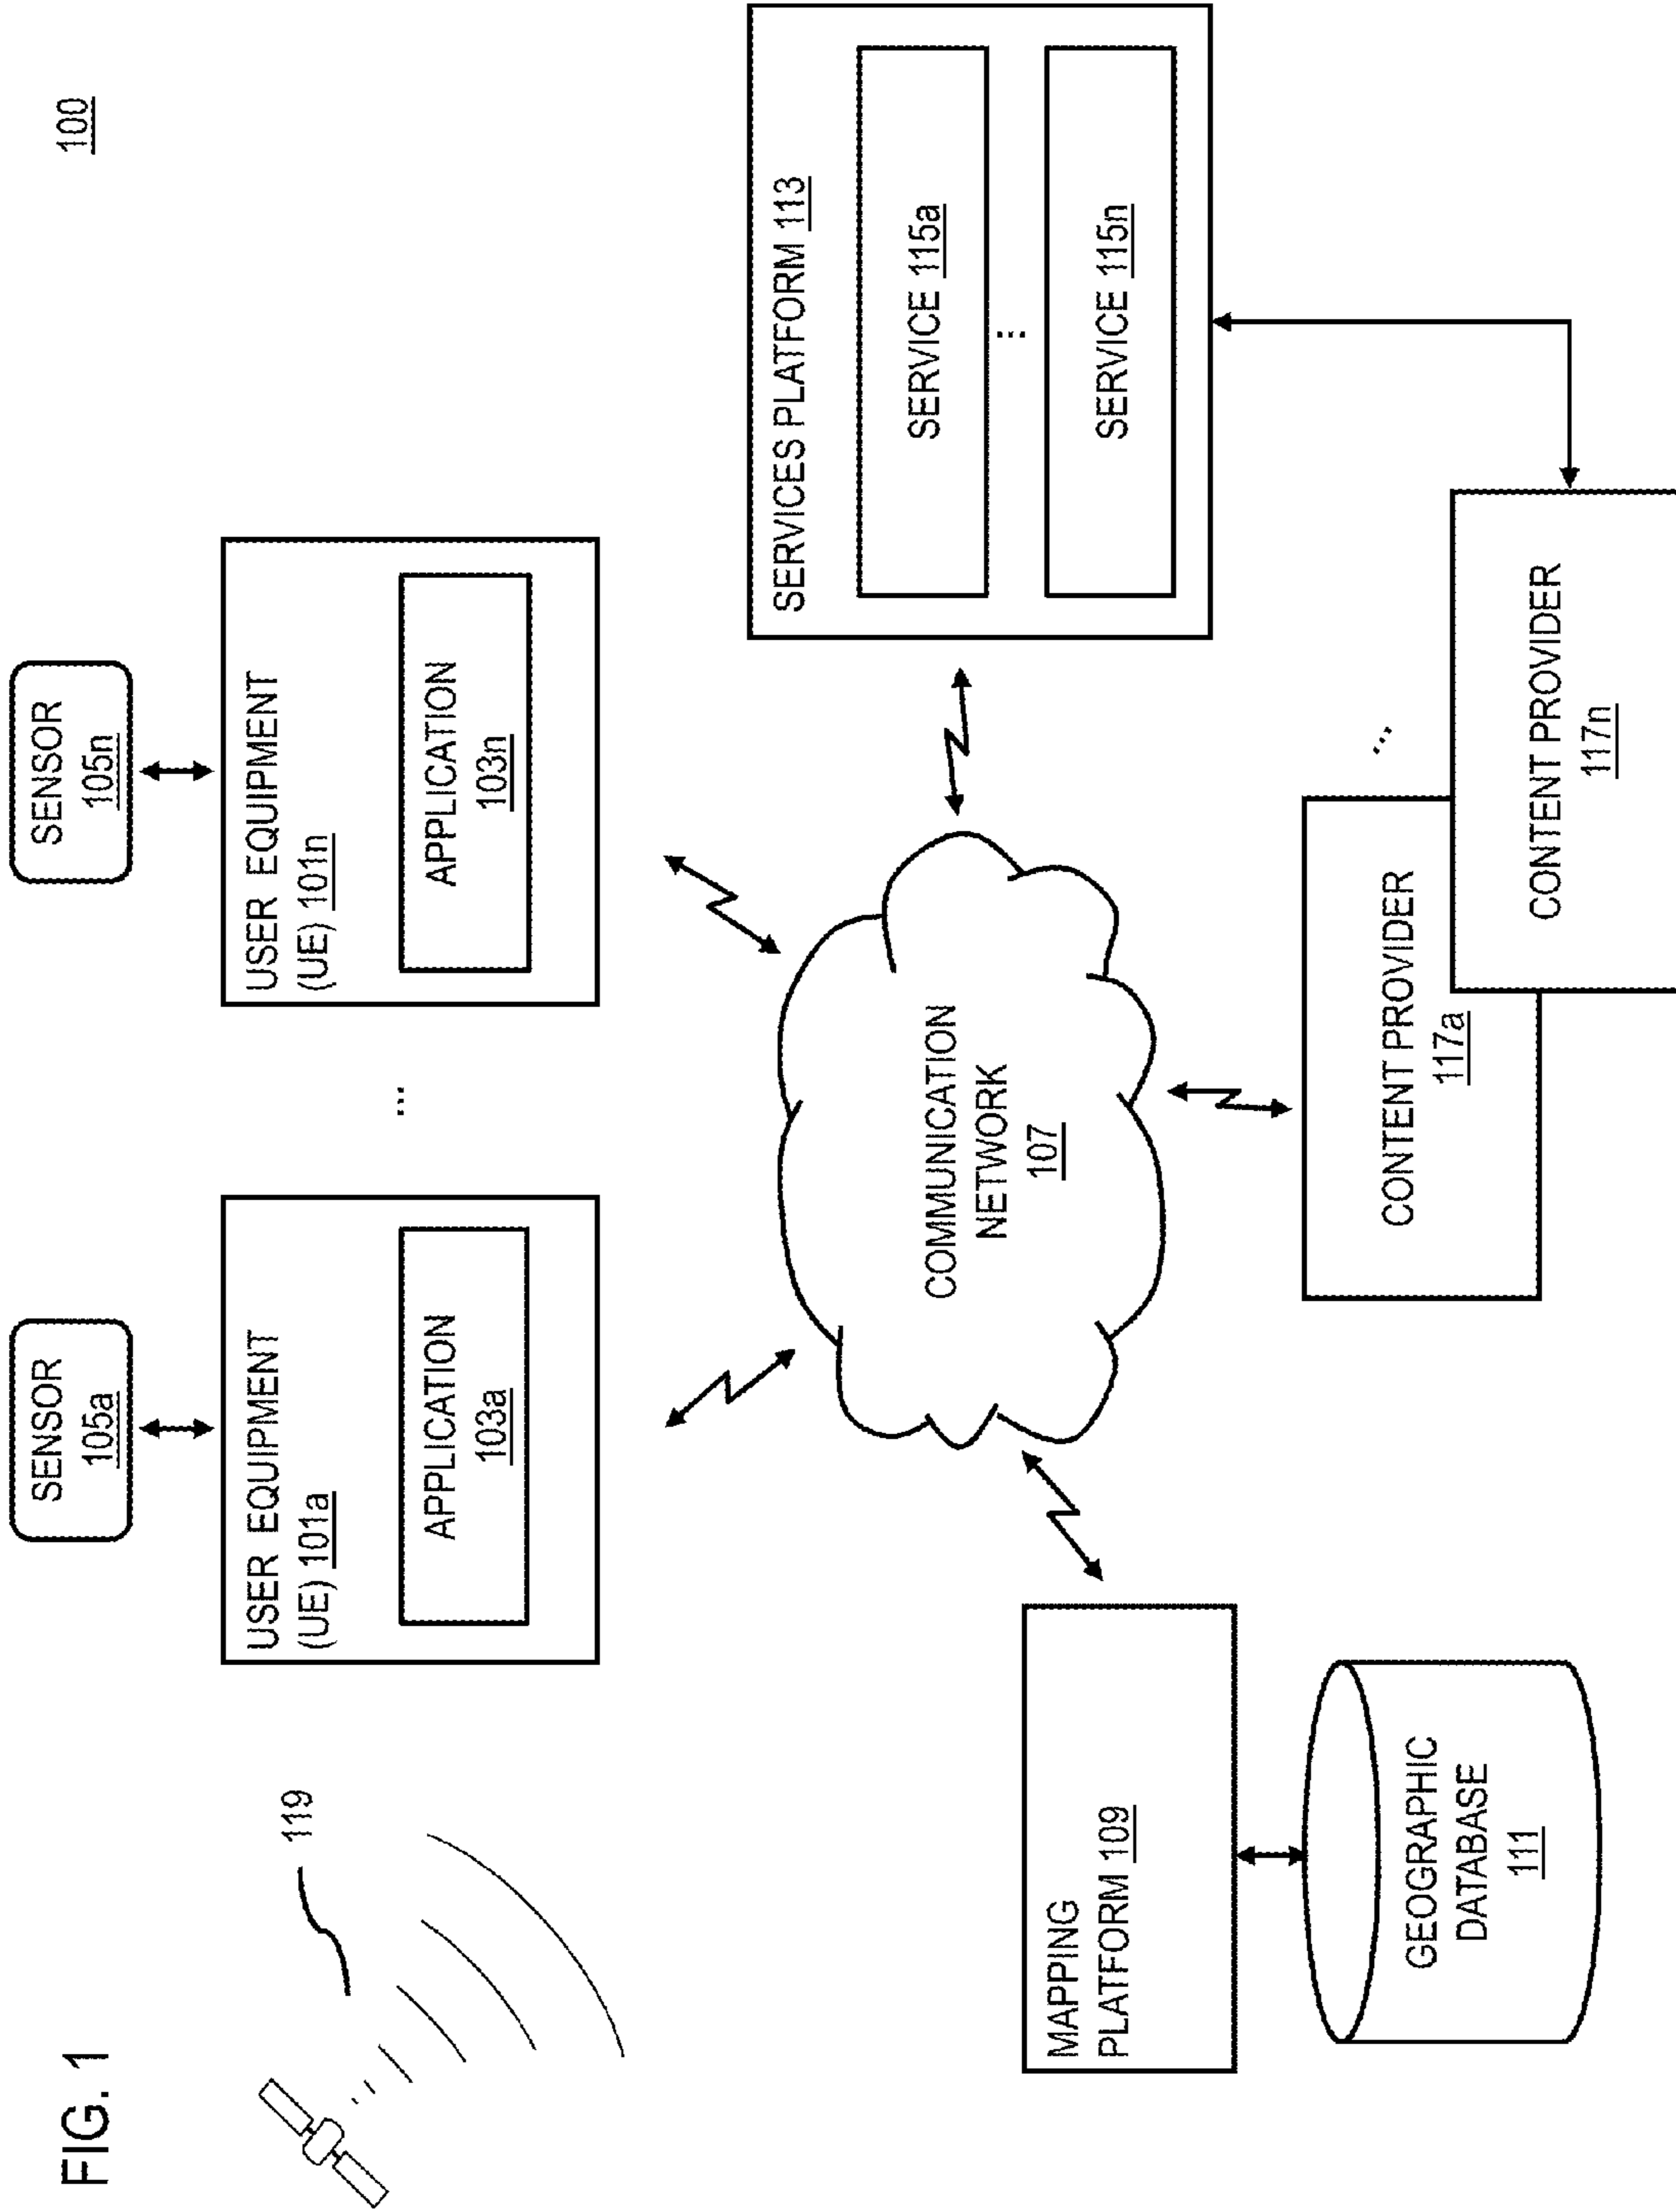 FIG. 1
100
119
SENSOR
105a
SENSOR
105n
USER EQUIPMENT
(UE) 101a
APPLICATION
103a
...
USER EQUIPMENT
(UE) 101n
APPLICATION
103n
COMMUNICATION
NETWORK
107
SERVICES PLATFORM 113
SERVICE 115a
...
SERVICE 115n
MAPPING
PLATFORM 109
GEOGRAPHIC
DATABASE
111
CONTENT PROVIDER
117a
...
CONTENT PROVIDER
117n